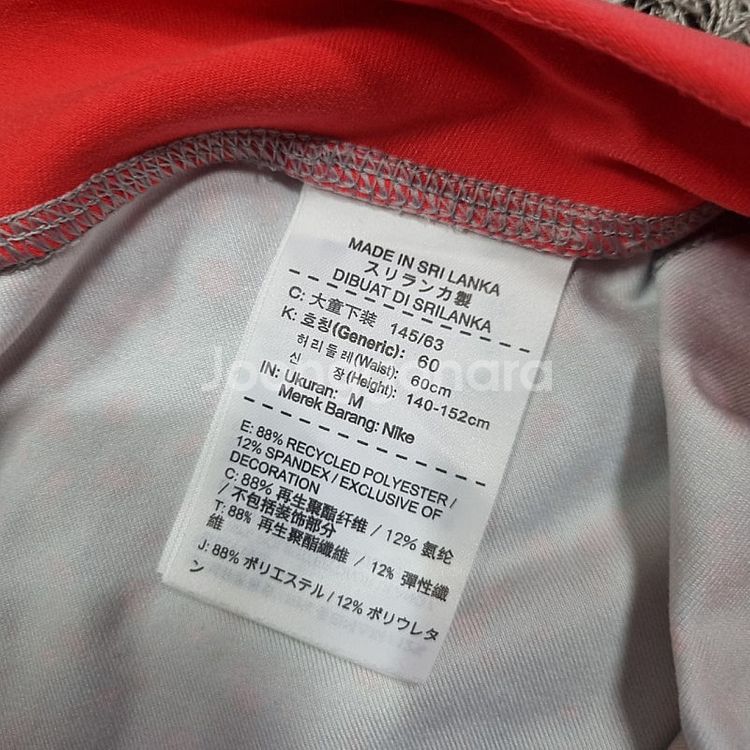 MADE IN SRI LANKA
スリランカ製
DIBUAT DI SRILANKA
C: 大童下装 145/63
K: 호칭(Generic): 60
허리둘레(Waist): 60cm
신 장(Height): 140-152cm
IN: Ukuran: M
Merek Barang: Nike
E: 88% RECYCLED POLYESTER /
12% SPANDEX / EXCLUSIVE OF
DECORATION
C: 88% 再生聚酯纤维 / 12% 氨纶
/ 不包括装饰部分
T: 88% 再生聚酯纖維 / 12% 彈性纖
維
J: 88% ポリエステル / 12% ポリウレタ
ン